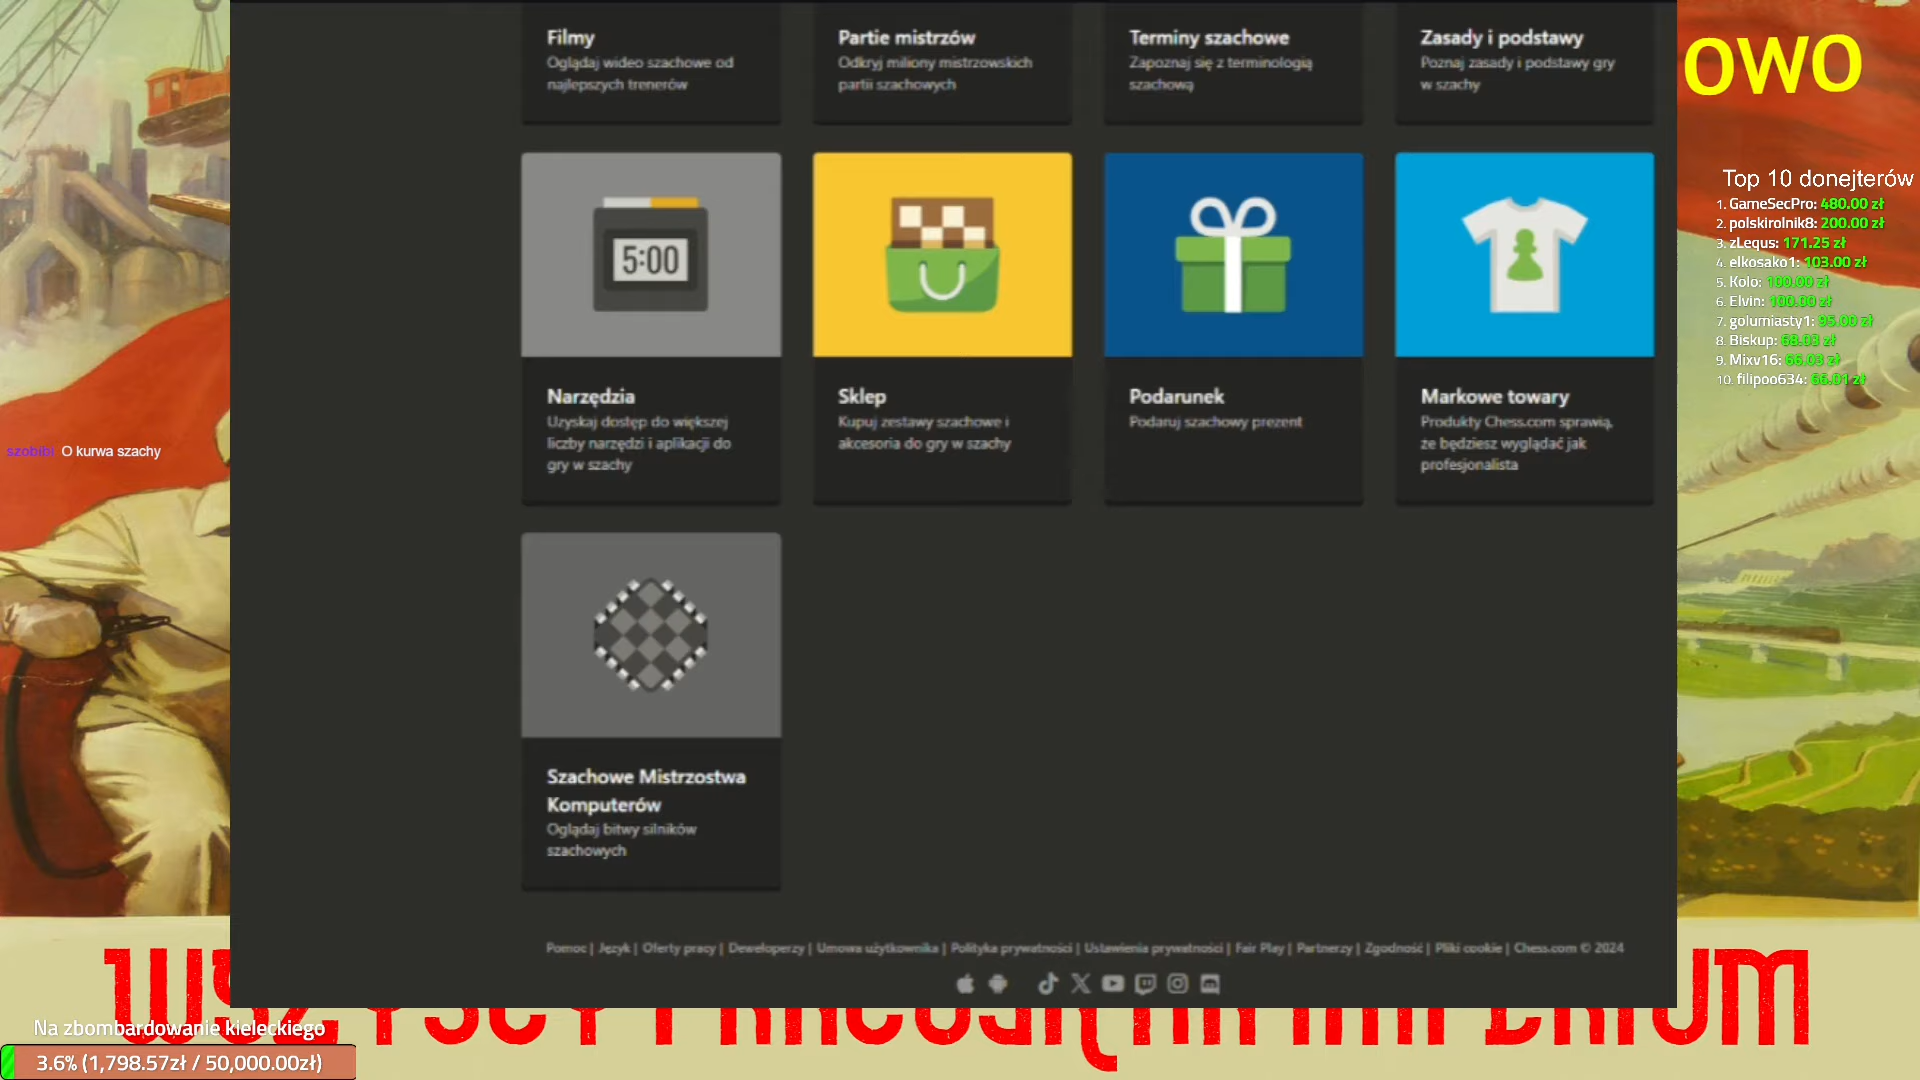 Filmy
Oglądaj wideo szachowe od
najlepszych trenerów
Partie mistrzów
Odkryj miliony mistrzowskich
partii szachowych
Terminy szachowe
Zapoznaj się z terminologią
szachową
Zasady i podstawy
Poznaj zasady i podstawy gry
w szachy
OWO
Top 10 donejterów
1. GameSecPro: 480.00 zł
2. polskirolnik8: 200.00 zł
3. zLequs: 171.25 zł
4. elkosako1: 103.00 zł
5. Kolo: 100.00 zł
6. Elvin: 100.00 zł
7. golumiasty1: 95.00 zł
8. Biskup: 68.03 zł
9. Mixv16: 66.03 zł
10. filipoo634: 66.01 zł
5:00
Narzędzia
Uzyskaj dostęp do większej
liczby narzędzi i aplikacji do
gry w szachy
Sklep
Kupuj zestawy szachowe i
akcesoria do gry w szachy
Podarunek
Podaruj szachowy prezent
Markowe towary
Produkty Chess.com sprawią,
że będziesz wyglądać jak
profesjonalista
szobibi O kurwa szachy
Szachowe Mistrzostwa
Komputerów
Oglądaj bitwy silników
szachowych
Pomoc | Język | Oferty pracy | Deweloperzy | Umowa użytkownika | Polityka prywatności | Ustawienia prywatności | Fair Play | Partnerzy | Zgodność | Pliki cookie | Chess.com © 2024
Na zbombardowanie kieleckiego
3.6% (1,798.57zł / 50,000.00zł)